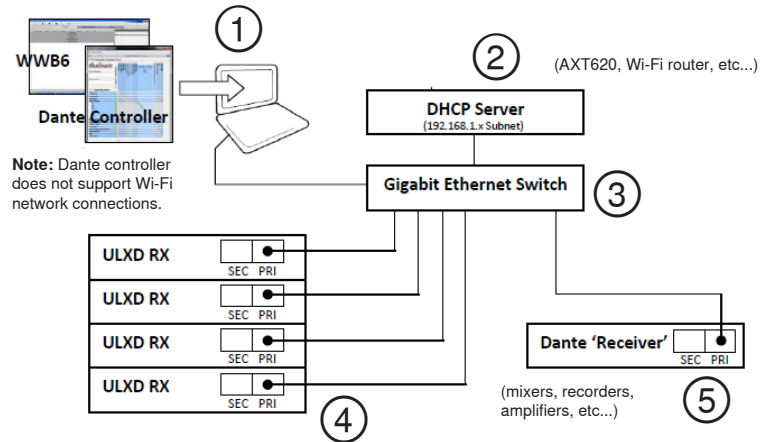 1
WWB6
Dante Controller
Note: Dante controller
does not support Wi-Fi
network connections.
2
(AXT620, Wi-Fi router, etc...)
DHCP Server
(192.168.1.x Subnet)
Gigabit Ethernet Switch
3
ULXD RX
SEC PRI
ULXD RX
SEC PRI
ULXD RX
SEC PRI
ULXD RX
SEC PRI
4
Dante ‘Receiver’
SEC PRI
(mixers, recorders,
amplifiers, etc...)
5